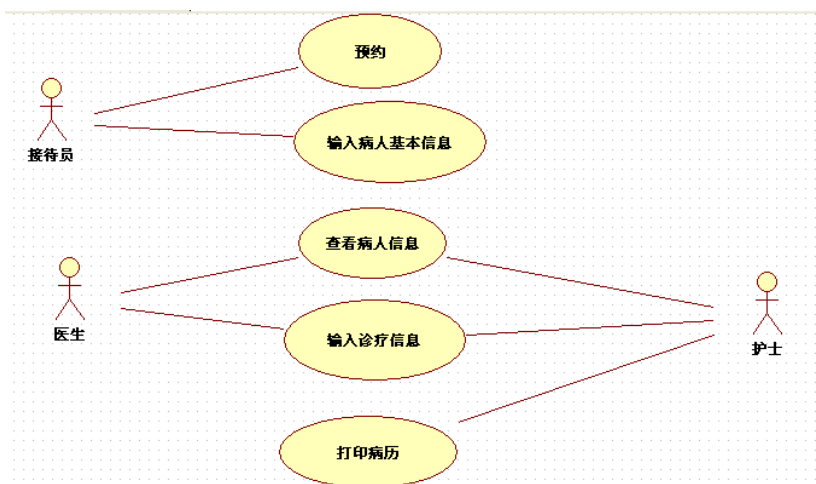 预约
输入病人基本信息
接待员
查看病人信息
医生
输入诊疗信息
护士
打印病历